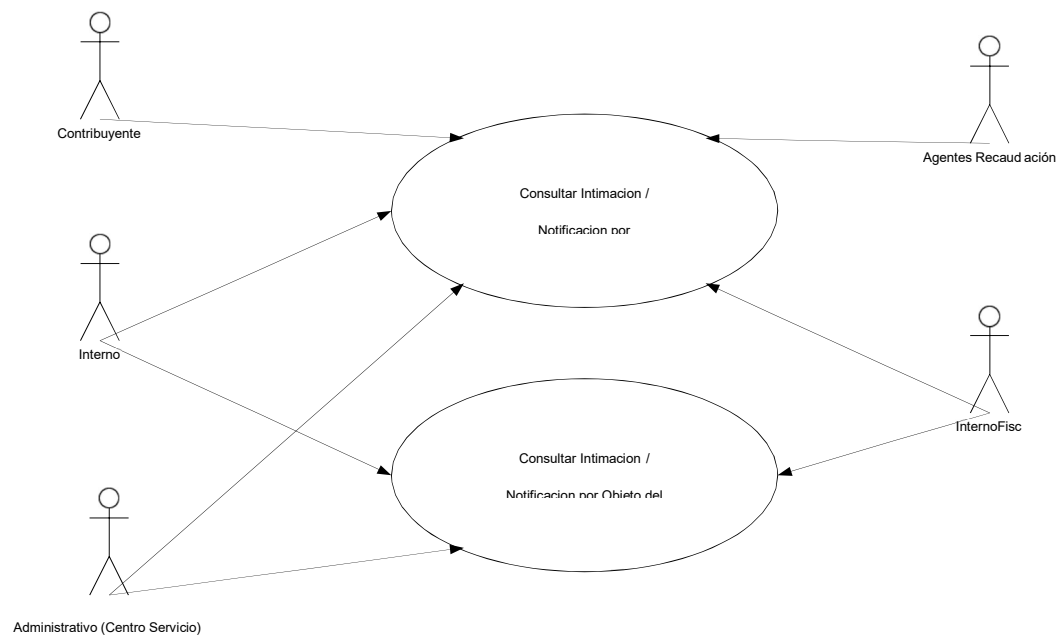 Contribuyente
Agentes Recaud ación
Consultar Intimacion /
Notificacion por
Interno
InternoFisc
Consultar Intimacion /
Notificacion por Objeto del
Administrativo (Centro Servicio)